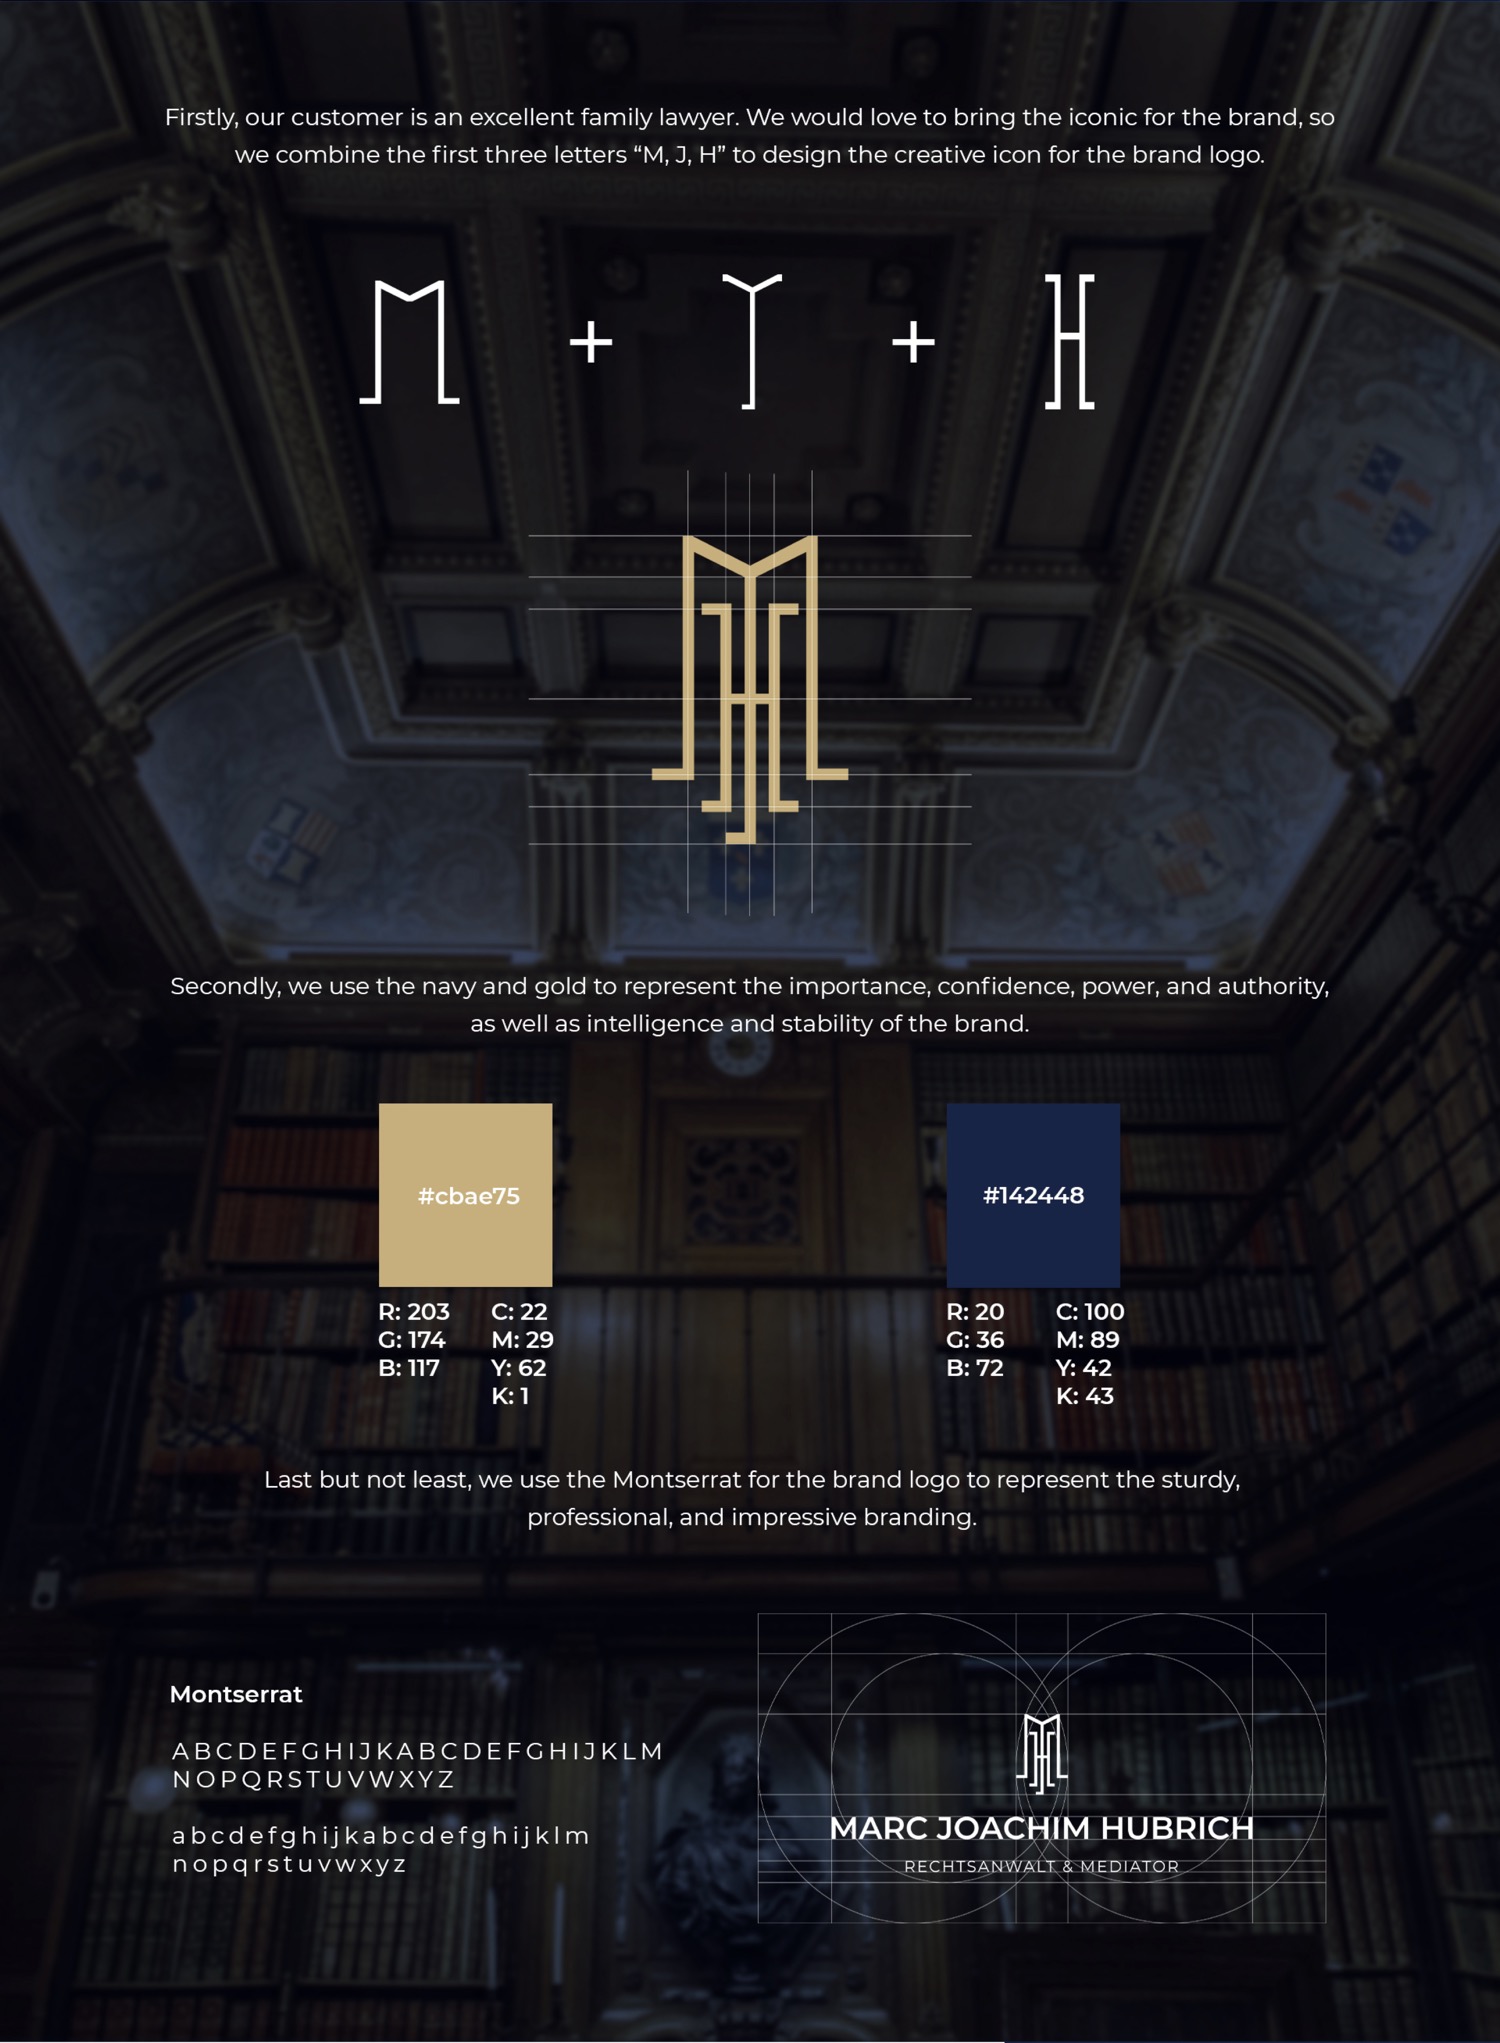 Firstly, our customer is an excellent family lawyer. We would love to bring the iconic for the brand, so
we combine the first three letters “M, J, H” to design the creative icon for the brand logo.
M + J + H
Secondly, we use the navy and gold to represent the importance, confidence, power, and authority,
as well as intelligence and stability of the brand.
#cbae75
R: 203 C: 22
G: 174 M: 29
B: 117 Y: 62
K: 1
#142448
R: 20 C: 100
G: 36 M: 89
B: 72 Y: 42
K: 43
Last but not least, we use the Montserrat for the brand logo to represent the sturdy,
professional, and impressive branding.
Montserrat
ABCDEFGHIJKABCDEFGHIJKLM
NOPQRSTUVWXYZ
abcdefghijkabcdefghijklm
nopqrstuvwxyz
MARC JOACHIM HUBRICH
RECHTSANWALT & MEDIATOR